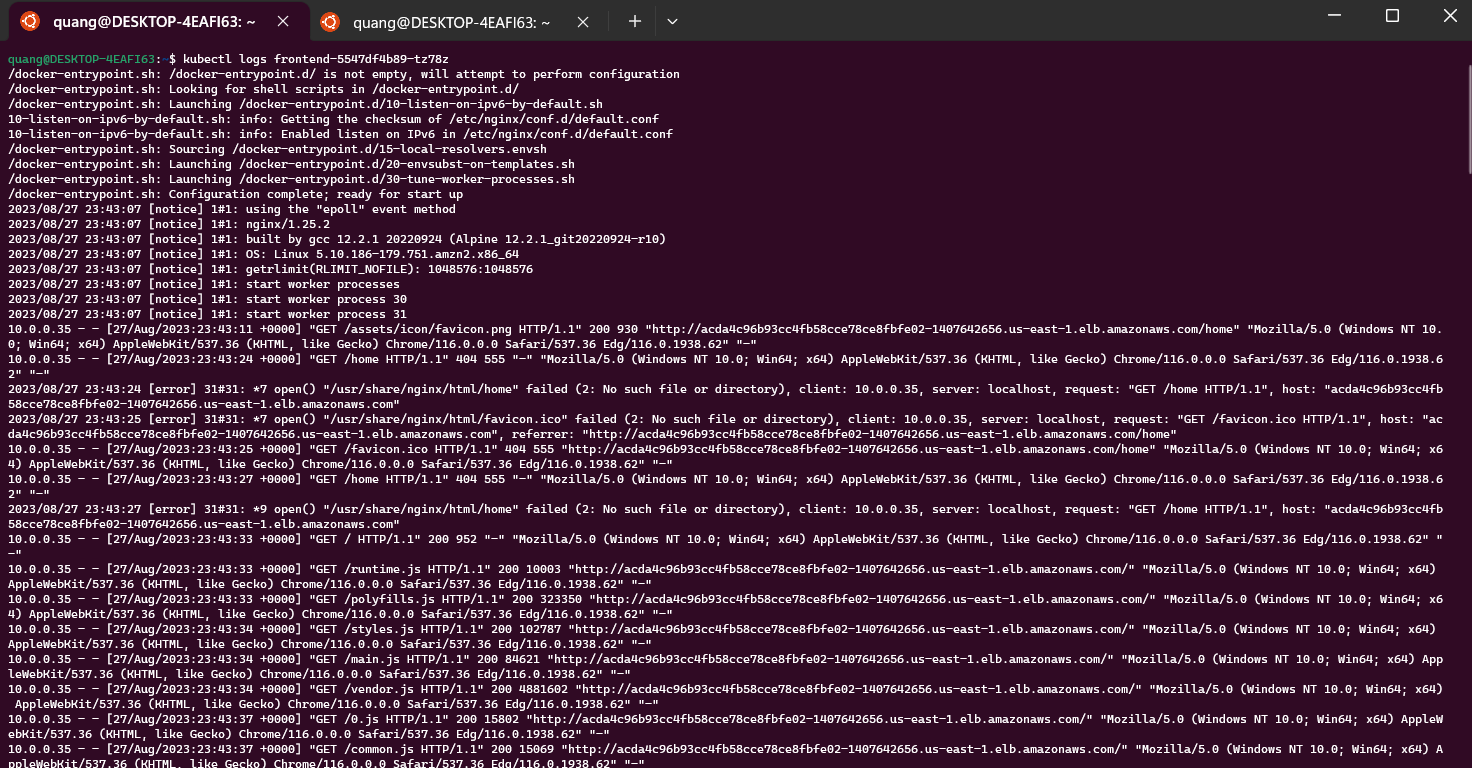 quang@DESKTOP-4EAFI63: ~
quang@DESKTOP-4EAFI63: ~
quang@DESKTOP-4EAFI63:~$ kubectl logs frontend-5547df4b89-tz78z
/docker-entrypoint.sh: /docker-entrypoint.d/ is not empty, will attempt to perform configuration
/docker-entrypoint.sh: Looking for shell scripts in /docker-entrypoint.d/
/docker-entrypoint.sh: Launching /docker-entrypoint.d/10-listen-on-ipv6-by-default.sh
10-listen-on-ipv6-by-default.sh: info: Getting the checksum of /etc/nginx/conf.d/default.conf
10-listen-on-ipv6-by-default.sh: info: Enabled listen on IPv6 in /etc/nginx/conf.d/default.conf
/docker-entrypoint.sh: Sourcing /docker-entrypoint.d/15-local-resolvers.envsh
/docker-entrypoint.sh: Launching /docker-entrypoint.d/20-envsubst-on-templates.sh
/docker-entrypoint.sh: Launching /docker-entrypoint.d/30-tune-worker-processes.sh
/docker-entrypoint.sh: Configuration complete; ready for start up
2023/08/27 23:43:07 [notice] 1#1: using the "epoll" event method
2023/08/27 23:43:07 [notice] 1#1: nginx/1.25.2
2023/08/27 23:43:07 [notice] 1#1: built by gcc 12.2.1 20220924 (Alpine 12.2.1_git20220924-r10)
2023/08/27 23:43:07 [notice] 1#1: OS: Linux 5.10.186-179.751.amzn2.x86_64
2023/08/27 23:43:07 [notice] 1#1: getrlimit(RLIMIT_NOFILE): 1048576:1048576
2023/08/27 23:43:07 [notice] 1#1: start worker processes
2023/08/27 23:43:07 [notice] 1#1: start worker process 30
2023/08/27 23:43:07 [notice] 1#1: start worker process 31
10.0.0.35 - - [27/Aug/2023:23:43:11 +0000] "GET /assets/icon/favicon.png HTTP/1.1" 200 930 "http://acda4c96b93cc4fb58cce78ce8fbfe02-1407642656.us-east-1.elb.amazonaws.com/home" "Mozilla/5.0 (Windows NT 10.
0; Win64; x64) AppleWebKit/537.36 (KHTML, like Gecko) Chrome/116.0.0.0 Safari/537.36 Edg/116.0.1938.62" "-"
10.0.0.35 - - [27/Aug/2023:23:43:24 +0000] "GET /home HTTP/1.1" 404 555 "-" "Mozilla/5.0 (Windows NT 10.0; Win64; x64) AppleWebKit/537.36 (KHTML, like Gecko) Chrome/116.0.0.0 Safari/537.36 Edg/116.0.1938.6
2" "-"
2023/08/27 23:43:24 [error] 31#31: *7 open() "/usr/share/nginx/html/home" failed (2: No such file or directory), client: 10.0.0.35, server: localhost, request: "GET /home HTTP/1.1", host: "acda4c96b93cc4fb
58cce78ce8fbfe02-1407642656.us-east-1.elb.amazonaws.com"
2023/08/27 23:43:25 [error] 31#31: *7 open() "/usr/share/nginx/html/favicon.ico" failed (2: No such file or directory), client: 10.0.0.35, server: localhost, request: "GET /favicon.ico HTTP/1.1", host: "ac
da4c96b93cc4fb58cce78ce8fbfe02-1407642656.us-east-1.elb.amazonaws.com", referrer: "http://acda4c96b93cc4fb58cce78ce8fbfe02-1407642656.us-east-1.elb.amazonaws.com/home"
10.0.0.35 - - [27/Aug/2023:23:43:25 +0000] "GET /favicon.ico HTTP/1.1" 404 555 "http://acda4c96b93cc4fb58cce78ce8fbfe02-1407642656.us-east-1.elb.amazonaws.com/home" "Mozilla/5.0 (Windows NT 10.0; Win64; x6
4) AppleWebKit/537.36 (KHTML, like Gecko) Chrome/116.0.0.0 Safari/537.36 Edg/116.0.1938.62" "-"
10.0.0.35 - - [27/Aug/2023:23:43:27 +0000] "GET /home HTTP/1.1" 404 555 "-" "Mozilla/5.0 (Windows NT 10.0; Win64; x64) AppleWebKit/537.36 (KHTML, like Gecko) Chrome/116.0.0.0 Safari/537.36 Edg/116.0.1938.6
2" "-"
2023/08/27 23:43:27 [error] 31#31: *9 open() "/usr/share/nginx/html/home" failed (2: No such file or directory), client: 10.0.0.35, server: localhost, request: "GET /home HTTP/1.1", host: "acda4c96b93cc4fb
58cce78ce8fbfe02-1407642656.us-east-1.elb.amazonaws.com"
10.0.0.35 - - [27/Aug/2023:23:43:33 +0000] "GET / HTTP/1.1" 200 952 "-" "Mozilla/5.0 (Windows NT 10.0; Win64; x64) AppleWebKit/537.36 (KHTML, like Gecko) Chrome/116.0.0.0 Safari/537.36 Edg/116.0.1938.62" "
-"
10.0.0.35 - - [27/Aug/2023:23:43:33 +0000] "GET /runtime.js HTTP/1.1" 200 10003 "http://acda4c96b93cc4fb58cce78ce8fbfe02-1407642656.us-east-1.elb.amazonaws.com/" "Mozilla/5.0 (Windows NT 10.0; Win64; x64)
AppleWebKit/537.36 (KHTML, like Gecko) Chrome/116.0.0.0 Safari/537.36 Edg/116.0.1938.62" "-"
10.0.0.35 - - [27/Aug/2023:23:43:33 +0000] "GET /polyfills.js HTTP/1.1" 200 323350 "http://acda4c96b93cc4fb58cce78ce8fbfe02-1407642656.us-east-1.elb.amazonaws.com/" "Mozilla/5.0 (Windows NT 10.0; Win64; x6
4) AppleWebKit/537.36 (KHTML, like Gecko) Chrome/116.0.0.0 Safari/537.36 Edg/116.0.1938.62" "-"
10.0.0.35 - - [27/Aug/2023:23:43:34 +0000] "GET /styles.js HTTP/1.1" 200 102787 "http://acda4c96b93cc4fb58cce78ce8fbfe02-1407642656.us-east-1.elb.amazonaws.com/" "Mozilla/5.0 (Windows NT 10.0; Win64; x64)
AppleWebKit/537.36 (KHTML, like Gecko) Chrome/116.0.0.0 Safari/537.36 Edg/116.0.1938.62" "-"
10.0.0.35 - - [27/Aug/2023:23:43:34 +0000] "GET /main.js HTTP/1.1" 200 84621 "http://acda4c96b93cc4fb58cce78ce8fbfe02-1407642656.us-east-1.elb.amazonaws.com/" "Mozilla/5.0 (Windows NT 10.0; Win64; x64) App
leWebKit/537.36 (KHTML, like Gecko) Chrome/116.0.0.0 Safari/537.36 Edg/116.0.1938.62" "-"
10.0.0.35 - - [27/Aug/2023:23:43:34 +0000] "GET /vendor.js HTTP/1.1" 200 4881602 "http://acda4c96b93cc4fb58cce78ce8fbfe02-1407642656.us-east-1.elb.amazonaws.com/" "Mozilla/5.0 (Windows NT 10.0; Win64; x64)
 AppleWebKit/537.36 (KHTML, like Gecko) Chrome/116.0.0.0 Safari/537.36 Edg/116.0.1938.62" "-"
10.0.0.35 - - [27/Aug/2023:23:43:37 +0000] "GET /0.js HTTP/1.1" 200 15802 "http://acda4c96b93cc4fb58cce78ce8fbfe02-1407642656.us-east-1.elb.amazonaws.com/" "Mozilla/5.0 (Windows NT 10.0; Win64; x64) AppleW
ebKit/537.36 (KHTML, like Gecko) Chrome/116.0.0.0 Safari/537.36 Edg/116.0.1938.62" "-"
10.0.0.35 - - [27/Aug/2023:23:43:37 +0000] "GET /common.js HTTP/1.1" 200 15069 "http://acda4c96b93cc4fb58cce78ce8fbfe02-1407642656.us-east-1.elb.amazonaws.com/" "Mozilla/5.0 (Windows NT 10.0; Win64; x64) A
ppleWebKit/537.36 (KHTML, like Gecko) Chrome/116.0.0.0 Safari/537.36 Edg/116.0.1938.62" "-"